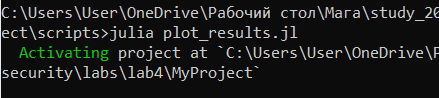 C:\Users\User\OneDrive\Рабочий стол\Мага\study_20
ect\scripts>julia plot_results.jl
Activating project at `C:\Users\User\OneDrive\Р
security\labs\lab4\MyProject`